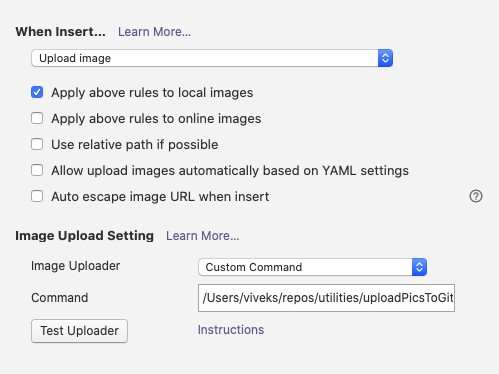 When Insert... Learn More...
Upload image
Apply above rules to local images
Apply above rules to online images
Use relative path if possible
Allow upload images automatically based on YAML settings
Auto escape image URL when insert ?
Image Upload Setting Learn More...
Image Uploader Custom Command
Command /Users/viveks/repos/utilities/uploadPicsToGit
Test Uploader Instructions